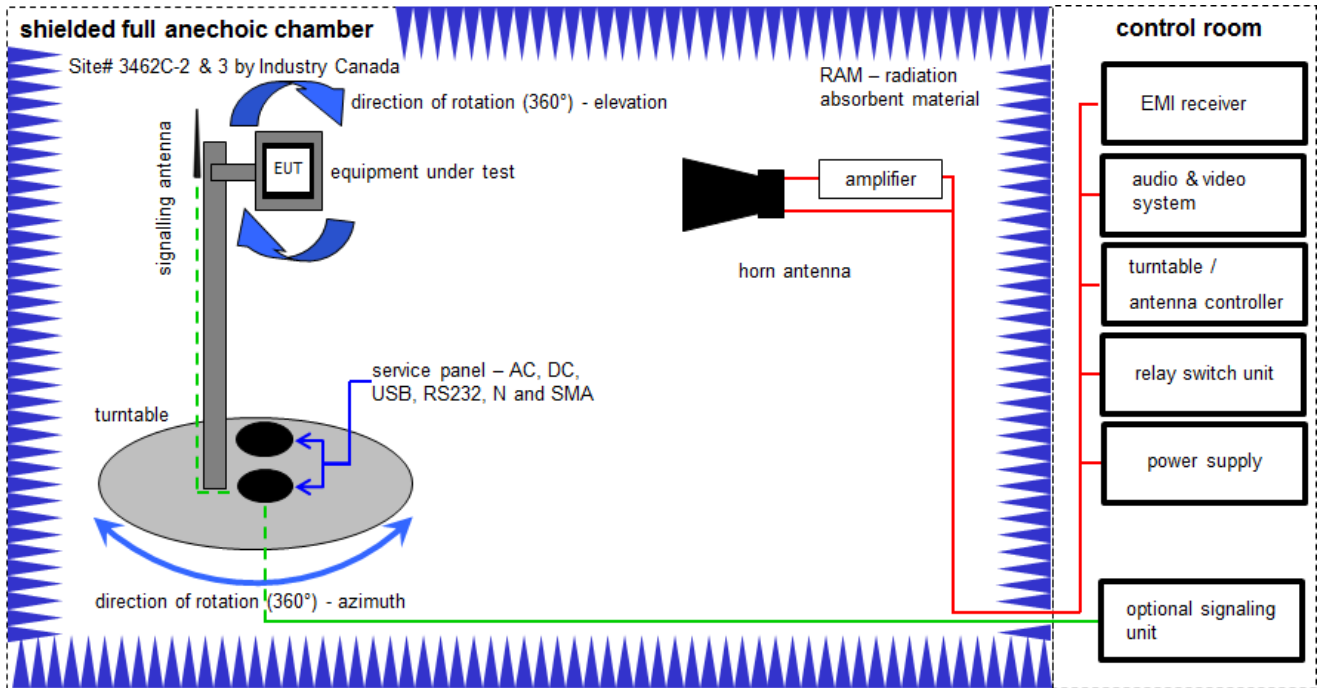 shielded full anechoic chamber
Site# 3462C-2 & 3 by Industry Canada
direction of rotation (360°) - elevation
signalling antenna
EUT
equipment under test
RAM – radiation
absorbent material
amplifier
horn antenna
service panel – AC, DC,
USB, RS232, N and SMA
turntable
direction of rotation (360°) - azimuth
control room
EMI receiver
audio & video
system
turntable /
antenna controller
relay switch unit
power supply
optional signaling
unit